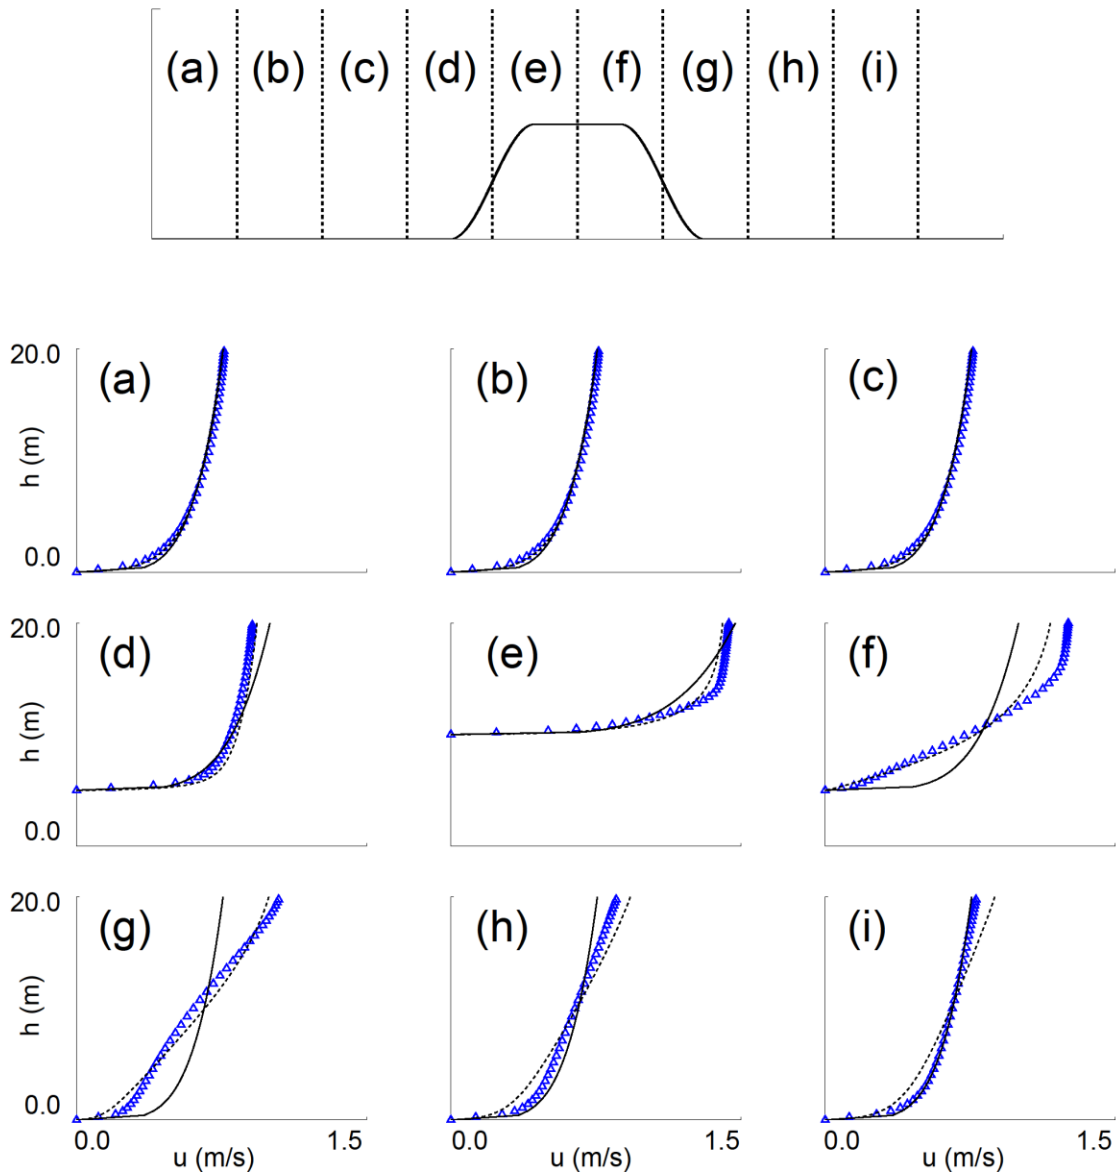 (a) (b) (c) (d) (e) (f) (g) (h) (i)
20.0 (a) (b) (c)
h (m)
0.0
20.0 (d) (e) (f)
h (m)
0.0
20.0 (g) (h) (i)
h (m)
0.0
0.0 1.5 0.0 1.5 0.0 1.5
u (m/s) u (m/s) u (m/s)